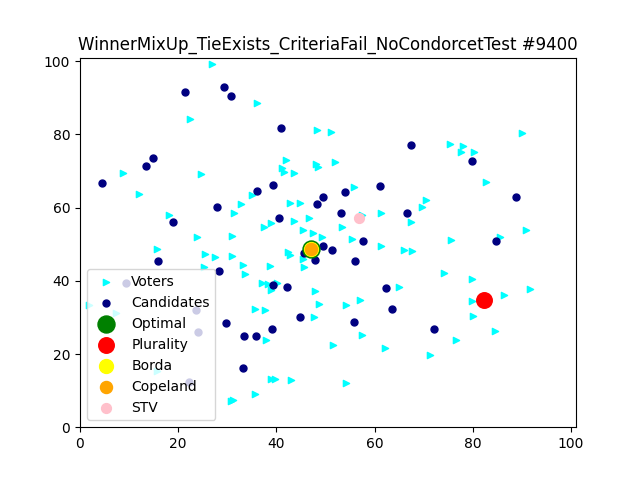 WinnerMixUp_TieExists_CriteriaFail_NoCondorcetTest #9400
100
80
60
40
20
0
Voters
Candidates
Optimal
Plurality
Borda
Copeland
STV
0 20 40 60 80 100